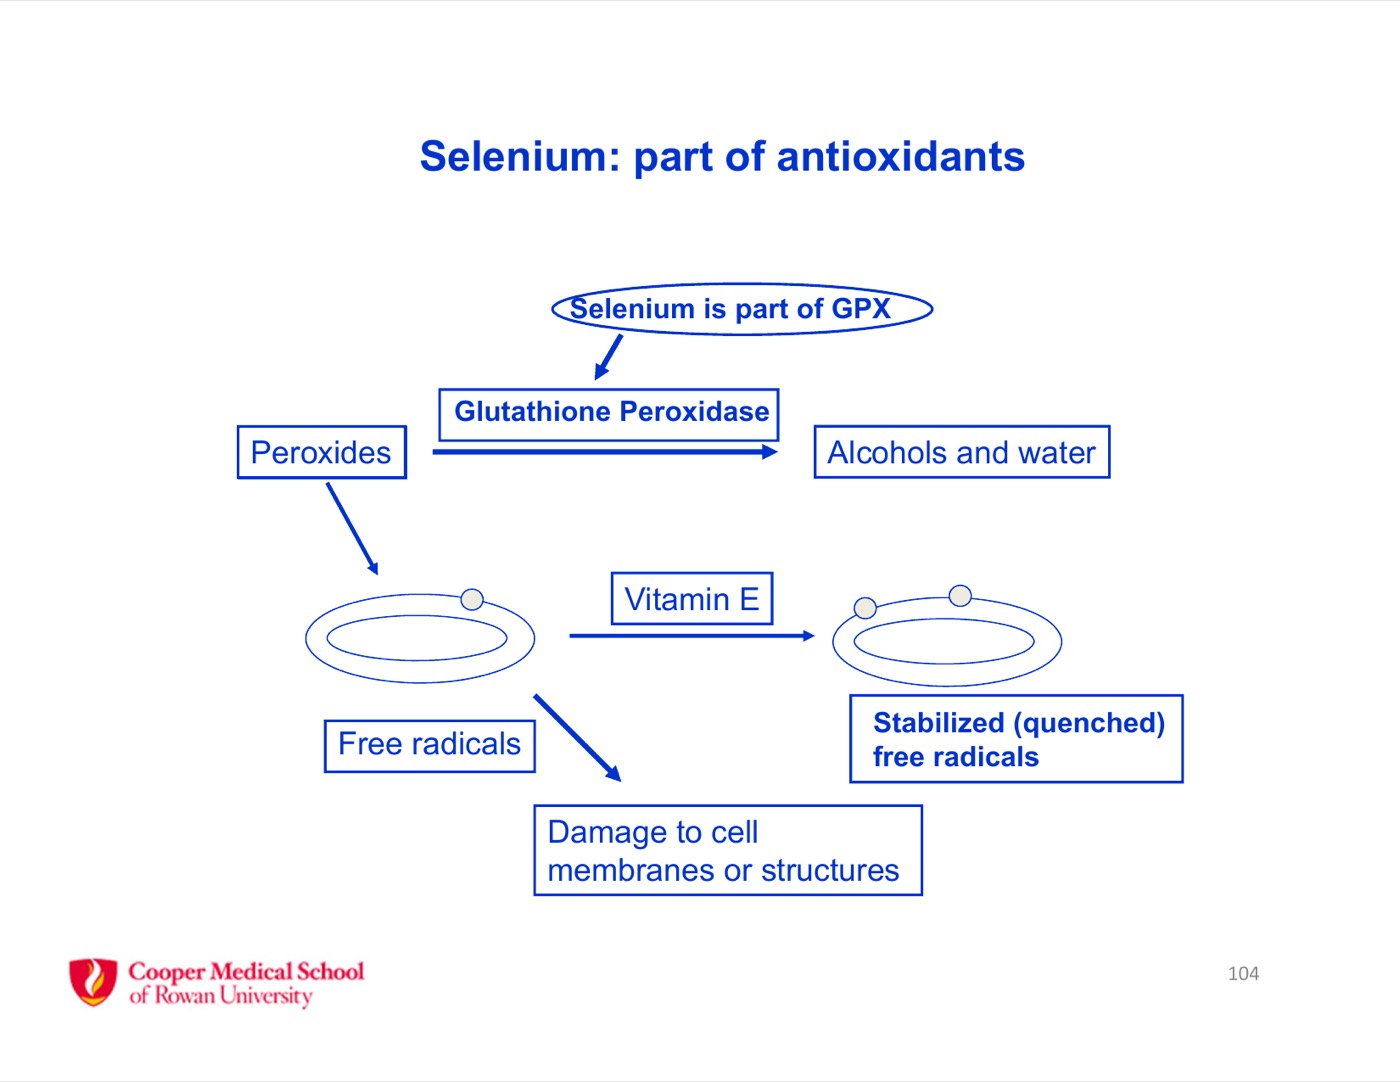 Selenium: part of antioxidants
Selenium is part of GPX
Glutathione Peroxidase
Peroxides
Alcohols and water
Vitamin E
Free radicals
Stabilized (quenched)
free radicals
Damage to cell
membranes or structures
Cooper Medical School
of Rowan University
104